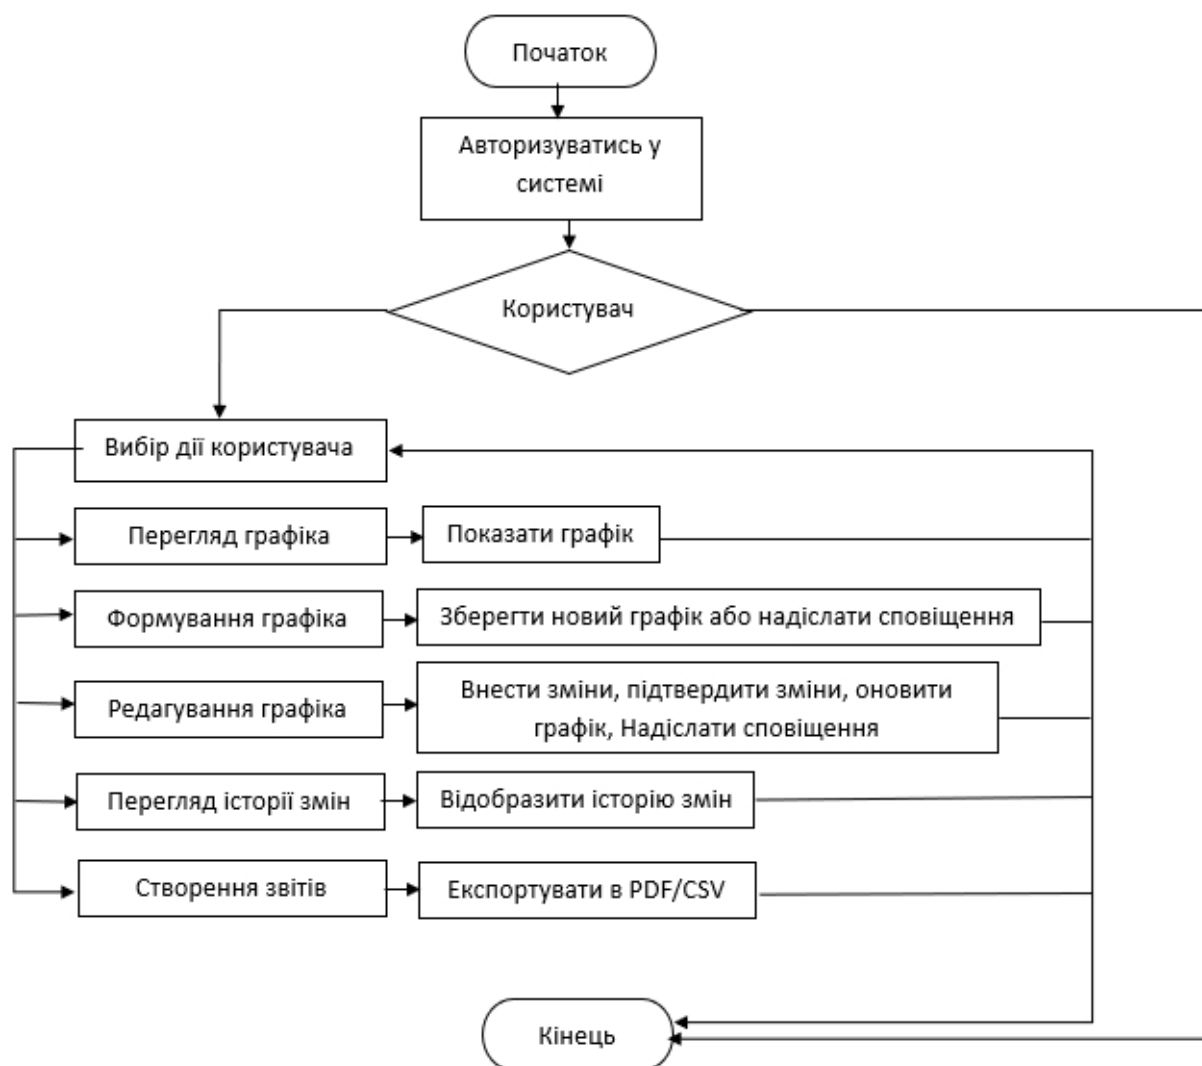 Початок
Авторизуватись у
системі
Користувач
Вибір дії користувача
Перегляд графіка
Показати графік
Формування графіка
Зберегти новий графік або надіслати сповіщення
Редагування графіка
Внести зміни, підтвердити зміни, оновити
графік, Надіслати сповіщення
Перегляд історії змін
Відобразити історію змін
Створення звітів
Експортувати в PDF/CSV
Кінець